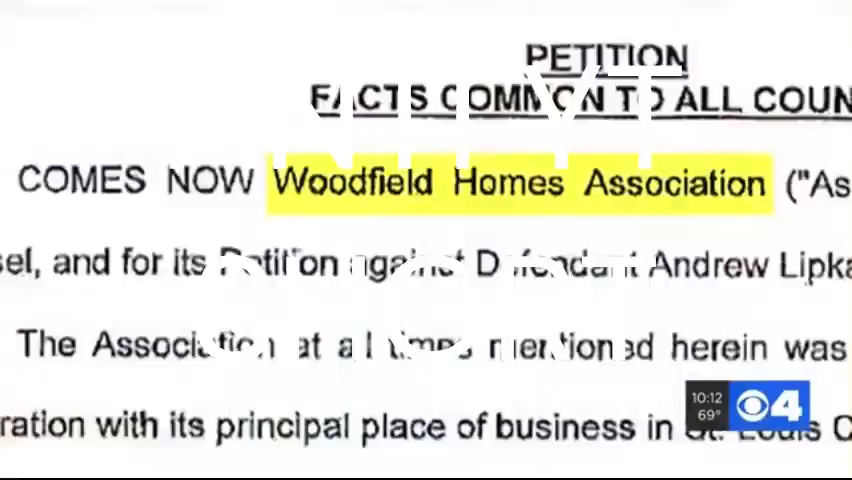 PETITION
FACTS COMMON TO ALL COUN
COMES NOW Woodfield Homes Association ("As
sel, and for its Petition against Defendant Andrew Lipka
The Association at all times mentioned herein was
ration with its principal place of business in St. Louis C
10:12
69°
4